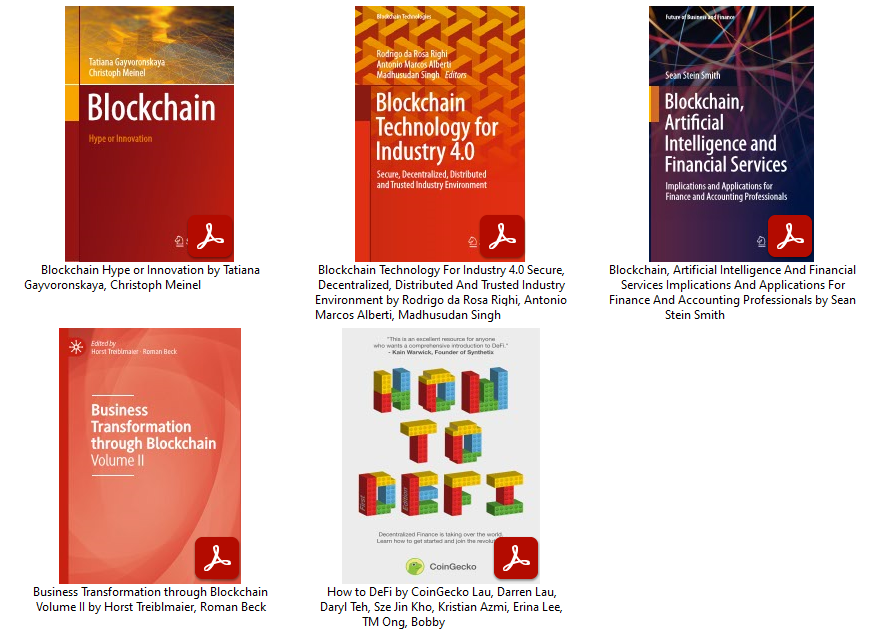 Tatiana Gayvoronskaya
Christoph Meinel
Blockchain
Hype or Innovation
Blockchain Hype or Innovation by Tatiana
Gayvoronskaya, Christoph Meinel
Blockchain Technologies
Rodrigo da Rosa Righi
Antonio Marcos Alberti
Madhusudan Singh Editors
Blockchain
Technology for
Industry 4.0
Secure, Decentralized, Distributed
and Trusted Industry Environment
Blockchain Technology For Industry 4.0 Secure,
Decentralized, Distributed And Trusted Industry
Environment by Rodrigo da Rosa Riqhi, Antonio
Marcos Alberti, Madhusudan Singh
Future of Business and Finance
Sean Stein Smith
Blockchain,
Artificial
Intelligence and
Financial Services
Implications and Applications for
Finance and Accounting Professionals
Blockchain, Artificial Intelligence And Financial
Services Implications And Applications For
Finance And Accounting Professionals by Sean
Stein Smith
Edited by
Horst Treiblmaier · Roman Beck
Business
Transformation
through Blockchain
Volume II
Business Transformation through Blockchain
Volume II by Horst Treiblmaier, Roman Beck
"This is an excellent resource for anyone
who wants a comprehensive introduction to DeFi."
– Kain Warwick, Founder of Synthetix
HOW
TO
DEFI
First Edition
Decentralized Finance is taking over the world.
Learn how to get started and join the
CoinGecko
How to DeFi by CoinGecko Lau, Darren Lau,
Daryl Teh, Sze Jin Kho, Kristian Azmi, Erina Lee,
TM Ong, Bobby